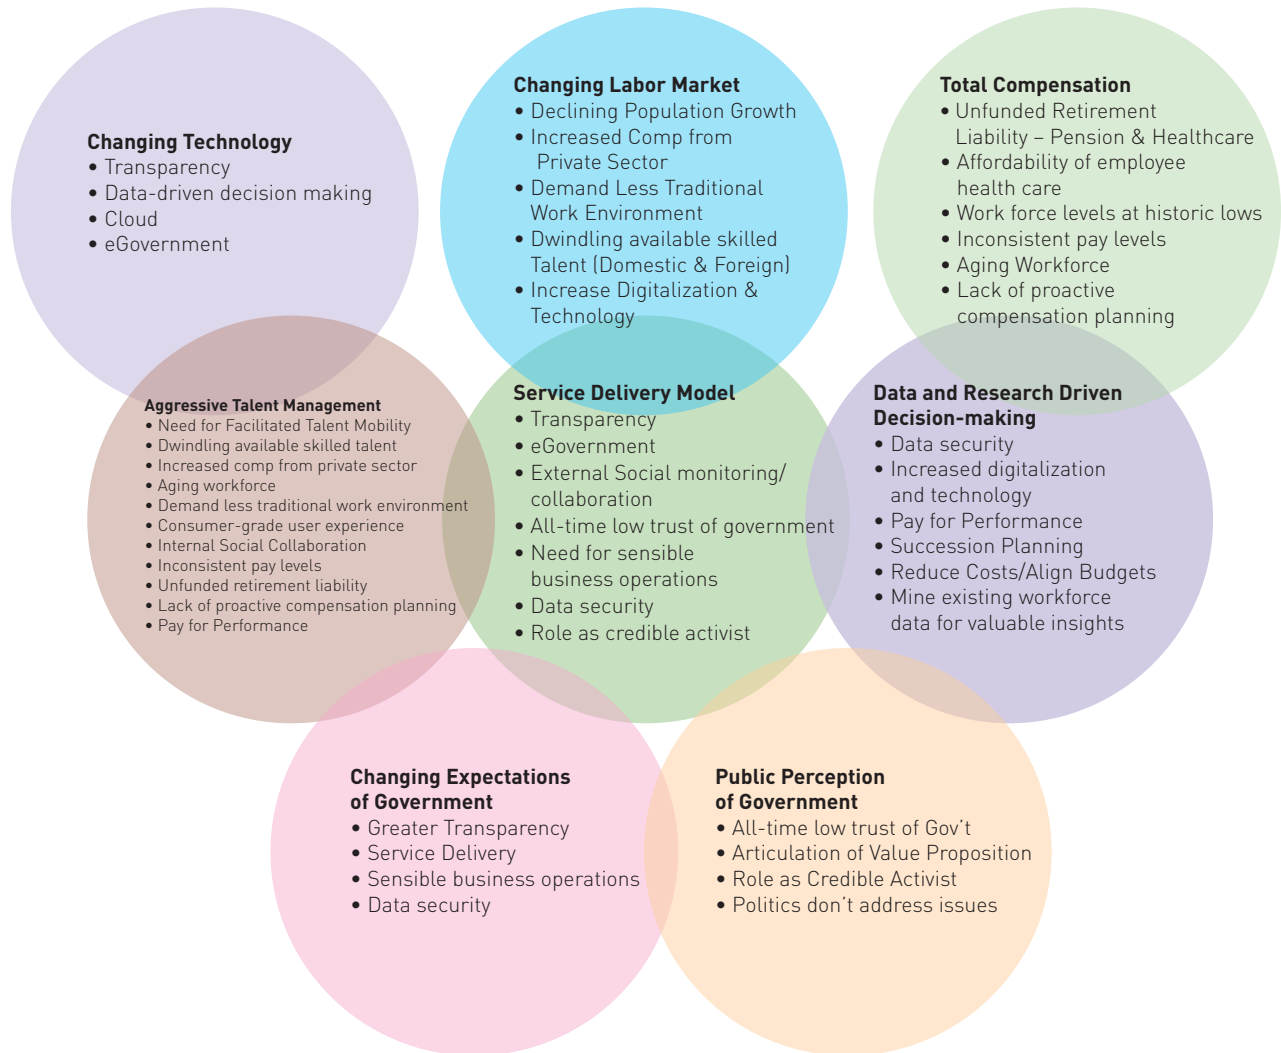 Changing Technology
• Transparency
• Data-driven decision making
• Cloud
• eGovernment
Changing Labor Market
• Declining Population Growth
• Increased Comp from
Private Sector
• Demand Less Traditional
Work Environment
• Dwindling available skilled
Talent (Domestic & Foreign)
• Increase Digitalization &
Technology
Total Compensation
• Unfunded Retirement
Liability – Pension & Healthcare
• Affordability of employee
health care
• Work force levels at historic lows
• Inconsistent pay levels
• Aging Workforce
• Lack of proactive
compensation planning
Aggressive Talent Management
• Need for Facilitated Talent Mobility
• Dwindling available skilled talent
• Increased comp from private sector
• Aging workforce
• Demand less traditional work environment
• Consumer-grade user experience
• Internal Social Collaboration
• Inconsistent pay levels
• Unfunded retirement liability
• Lack of proactive compensation planning
• Pay for Performance
Service Delivery Model
• Transparency
• eGovernment
• External Social monitoring/
collaboration
• All-time low trust of government
• Need for sensible
business operations
• Data security
• Role as credible activist
Data and Research Driven
Decision-making
• Data security
• Increased digitalization
and technology
• Pay for Performance
• Succession Planning
• Reduce Costs/Align Budgets
• Mine existing workforce
data for valuable insights
Changing Expectations
of Government
• Greater Transparency
• Service Delivery
• Sensible business operations
• Data security
Public Perception
of Government
• All-time low trust of Gov’t
• Articulation of Value Proposition
• Role as Credible Activist
• Politics don’t address issues